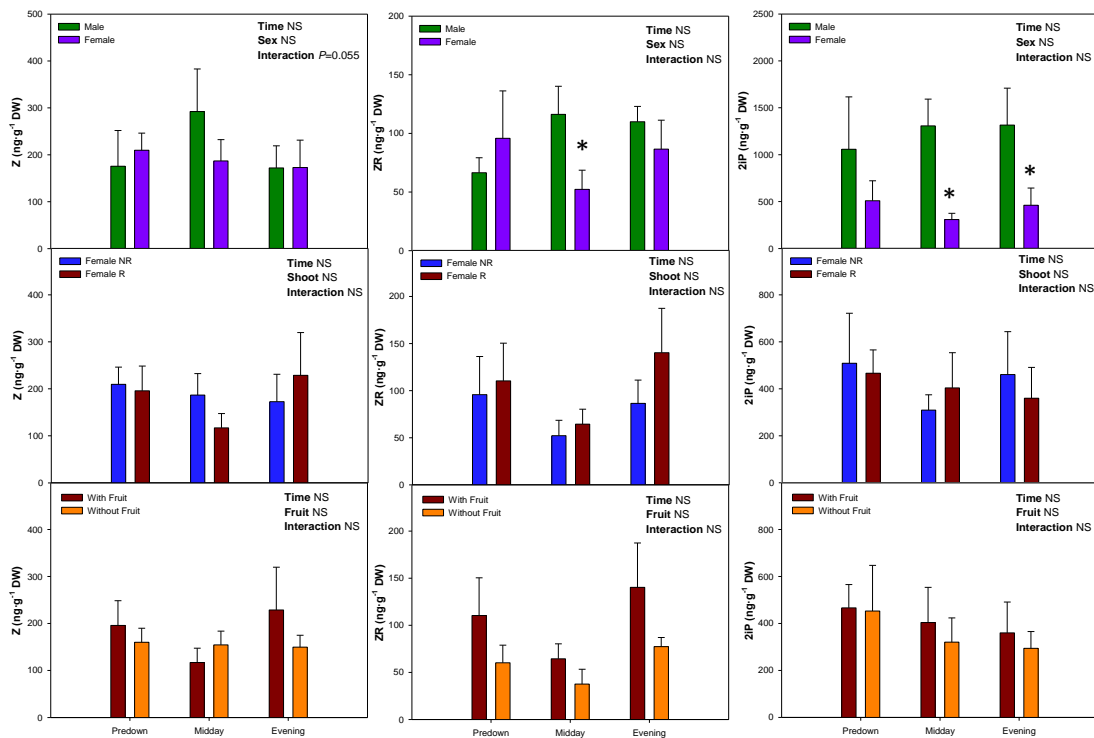 500
Male
Female
Time NS
Sex NS
Interaction P=0.055
400
300
200
100
0
Z (ng·g-1 DW)
200
Male
Female
Time NS
Sex NS
Interaction NS
150
100
50
0
ZR (ng·g-1 DW)
*
2500
Male
Female
Time NS
Sex NS
Interaction NS
2000
1500
1000
500
0
2iP (ng·g-1 DW)
*
*
Female NR
Female R
Time NS
Shoot NS
Interaction NS
400
300
200
100
0
Z (ng·g-1 DW)
Female NR
Female R
Time NS
Shoot NS
Interaction NS
200
150
100
50
0
ZR (ng·g-1 DW)
Female NR
Female R
Time NS
Shoot NS
Interaction NS
800
600
400
200
0
2iP (ng·g-1 DW)
With Fruit
Without Fruit
Time NS
Fruit NS
Interaction NS
400
300
200
100
0
Z (ng·g-1 DW)
Predown
Midday
Evening
With Fruit
Without Fruit
Time NS
Fruit NS
Interaction NS
200
150
100
50
0
ZR (ng·g-1 DW)
Predown
Midday
Evening
With Fruit
Without Fruit
Time NS
Fruit NS
Interaction NS
800
600
400
200
0
2iP (ng·g-1 DW)
Predown
Midday
Evening